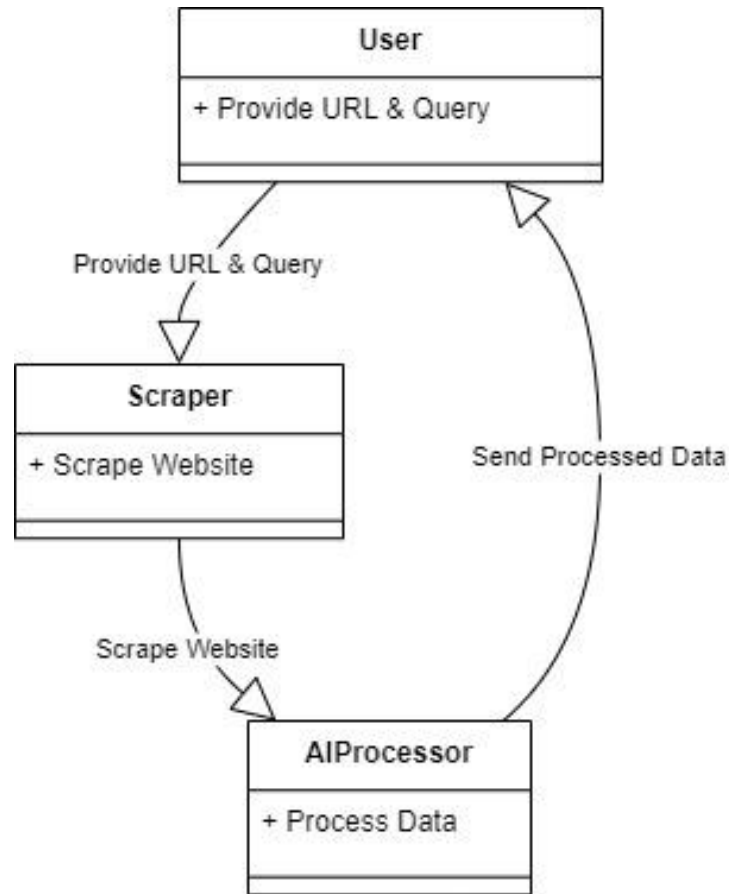 User
+ Provide URL & Query
Provide URL & Query
Scraper
+ Scrape Website
Send Processed Data
Scrape Website
AIProcessor
+ Process Data